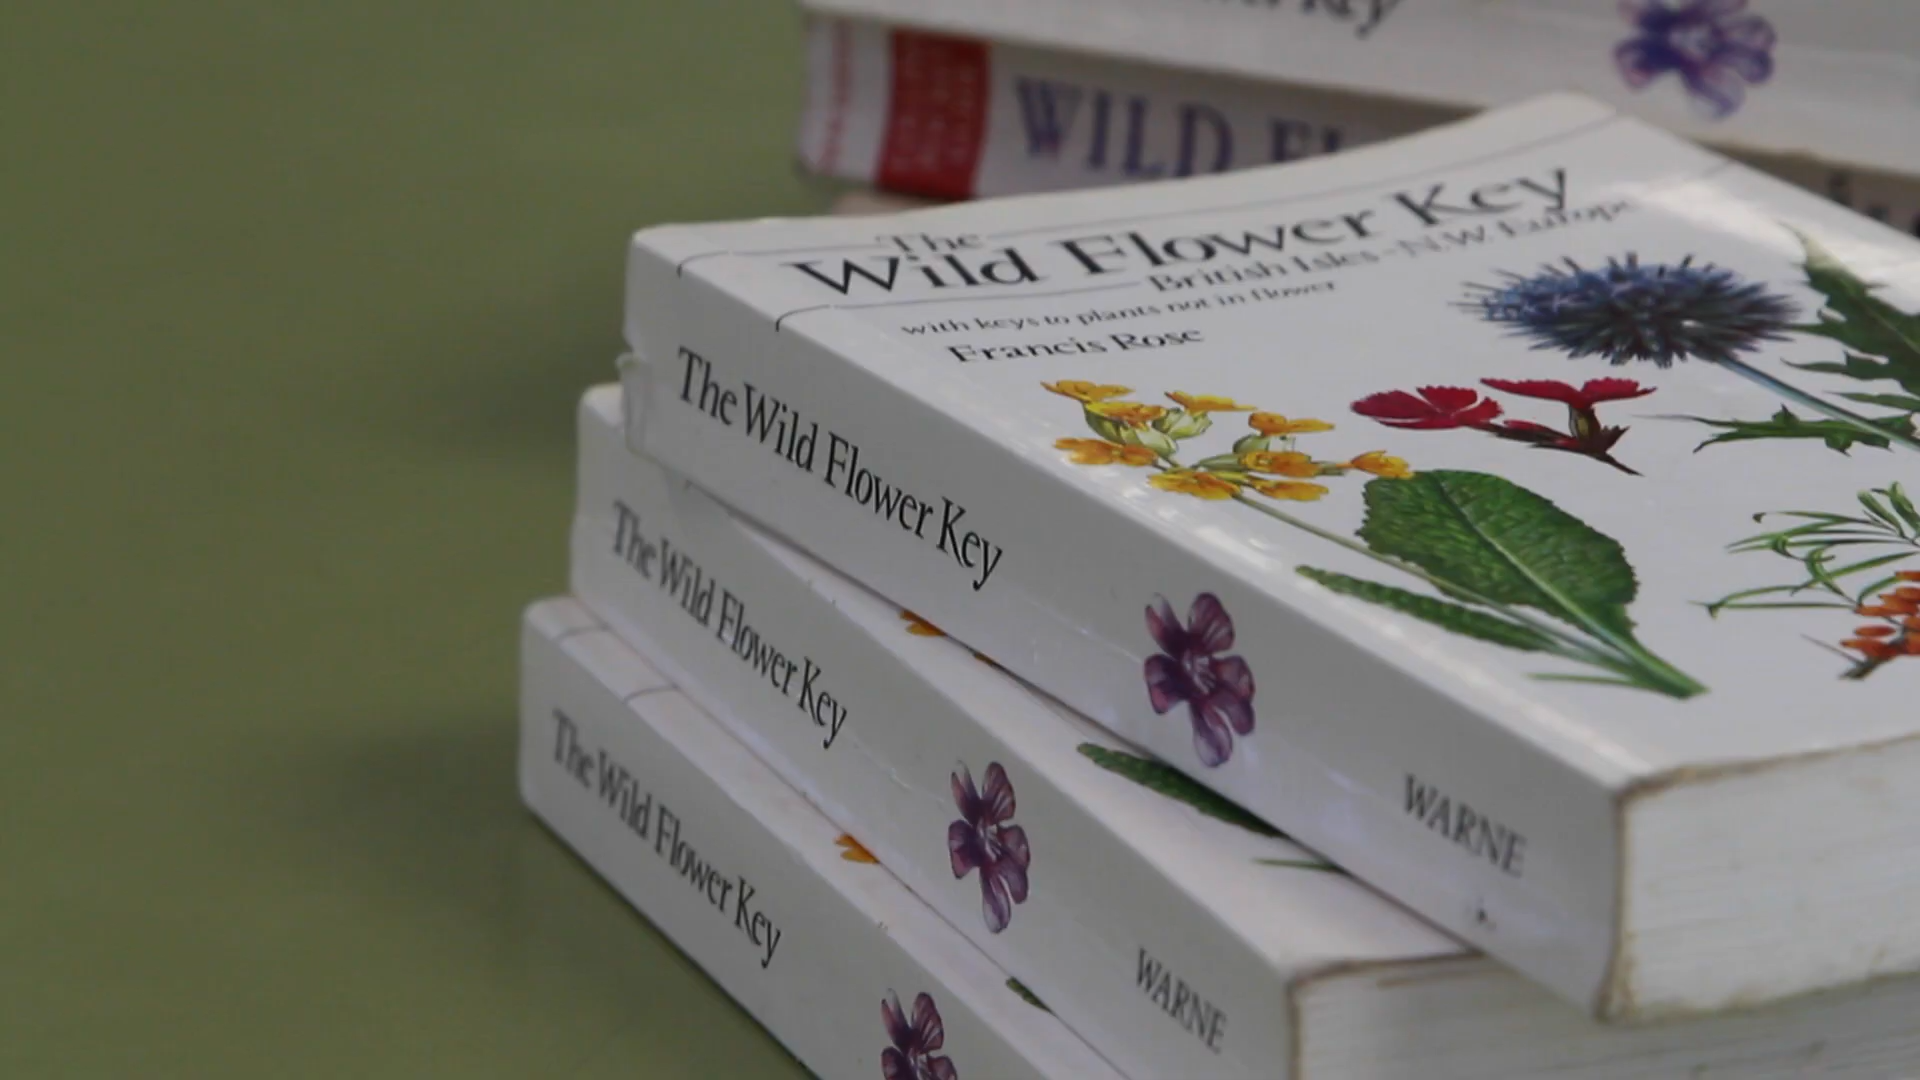 Key
WILD
The
Wild Flower Key
British Isles - N.W. Europe
with keys to plants not in flower
Francis Rose
The Wild Flower Key
WARNE
The Wild Flower Key
WARNE
The Wild Flower Key